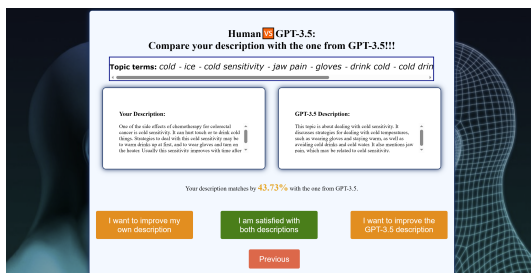 Human VS GPT-3.5:
Compare your description with the one from GPT-3.5!!!
Topic terms: cold - ice - cold sensitivity - jaw pain - gloves - drink cold - cold drin
Your Description:
One of the side effects of chemotherapy for colorectal
cancer is cold sensitivity. It can hurt touch or to drink cold
things. Strategies to deal with this cold sensitivity may be
to warm drinks up at first, and to wear gloves and turn on
the heater. Usually this sensitivity improves with time after
GPT-3.5 Description:
This topic is about dealing with cold sensitivity. It
discusses strategies for dealing with cold temperatures,
such as wearing gloves and staying warm, as well as
avoiding cold drinks and cold water. It also mentions jaw
pain, which may be related to cold sensitivity.
Your description matches by 43.73% with the one from GPT-3.5.
I want to improve my
own description
I am satisfied with
both descriptions
I want to improve the
GPT-3.5 description
Previous